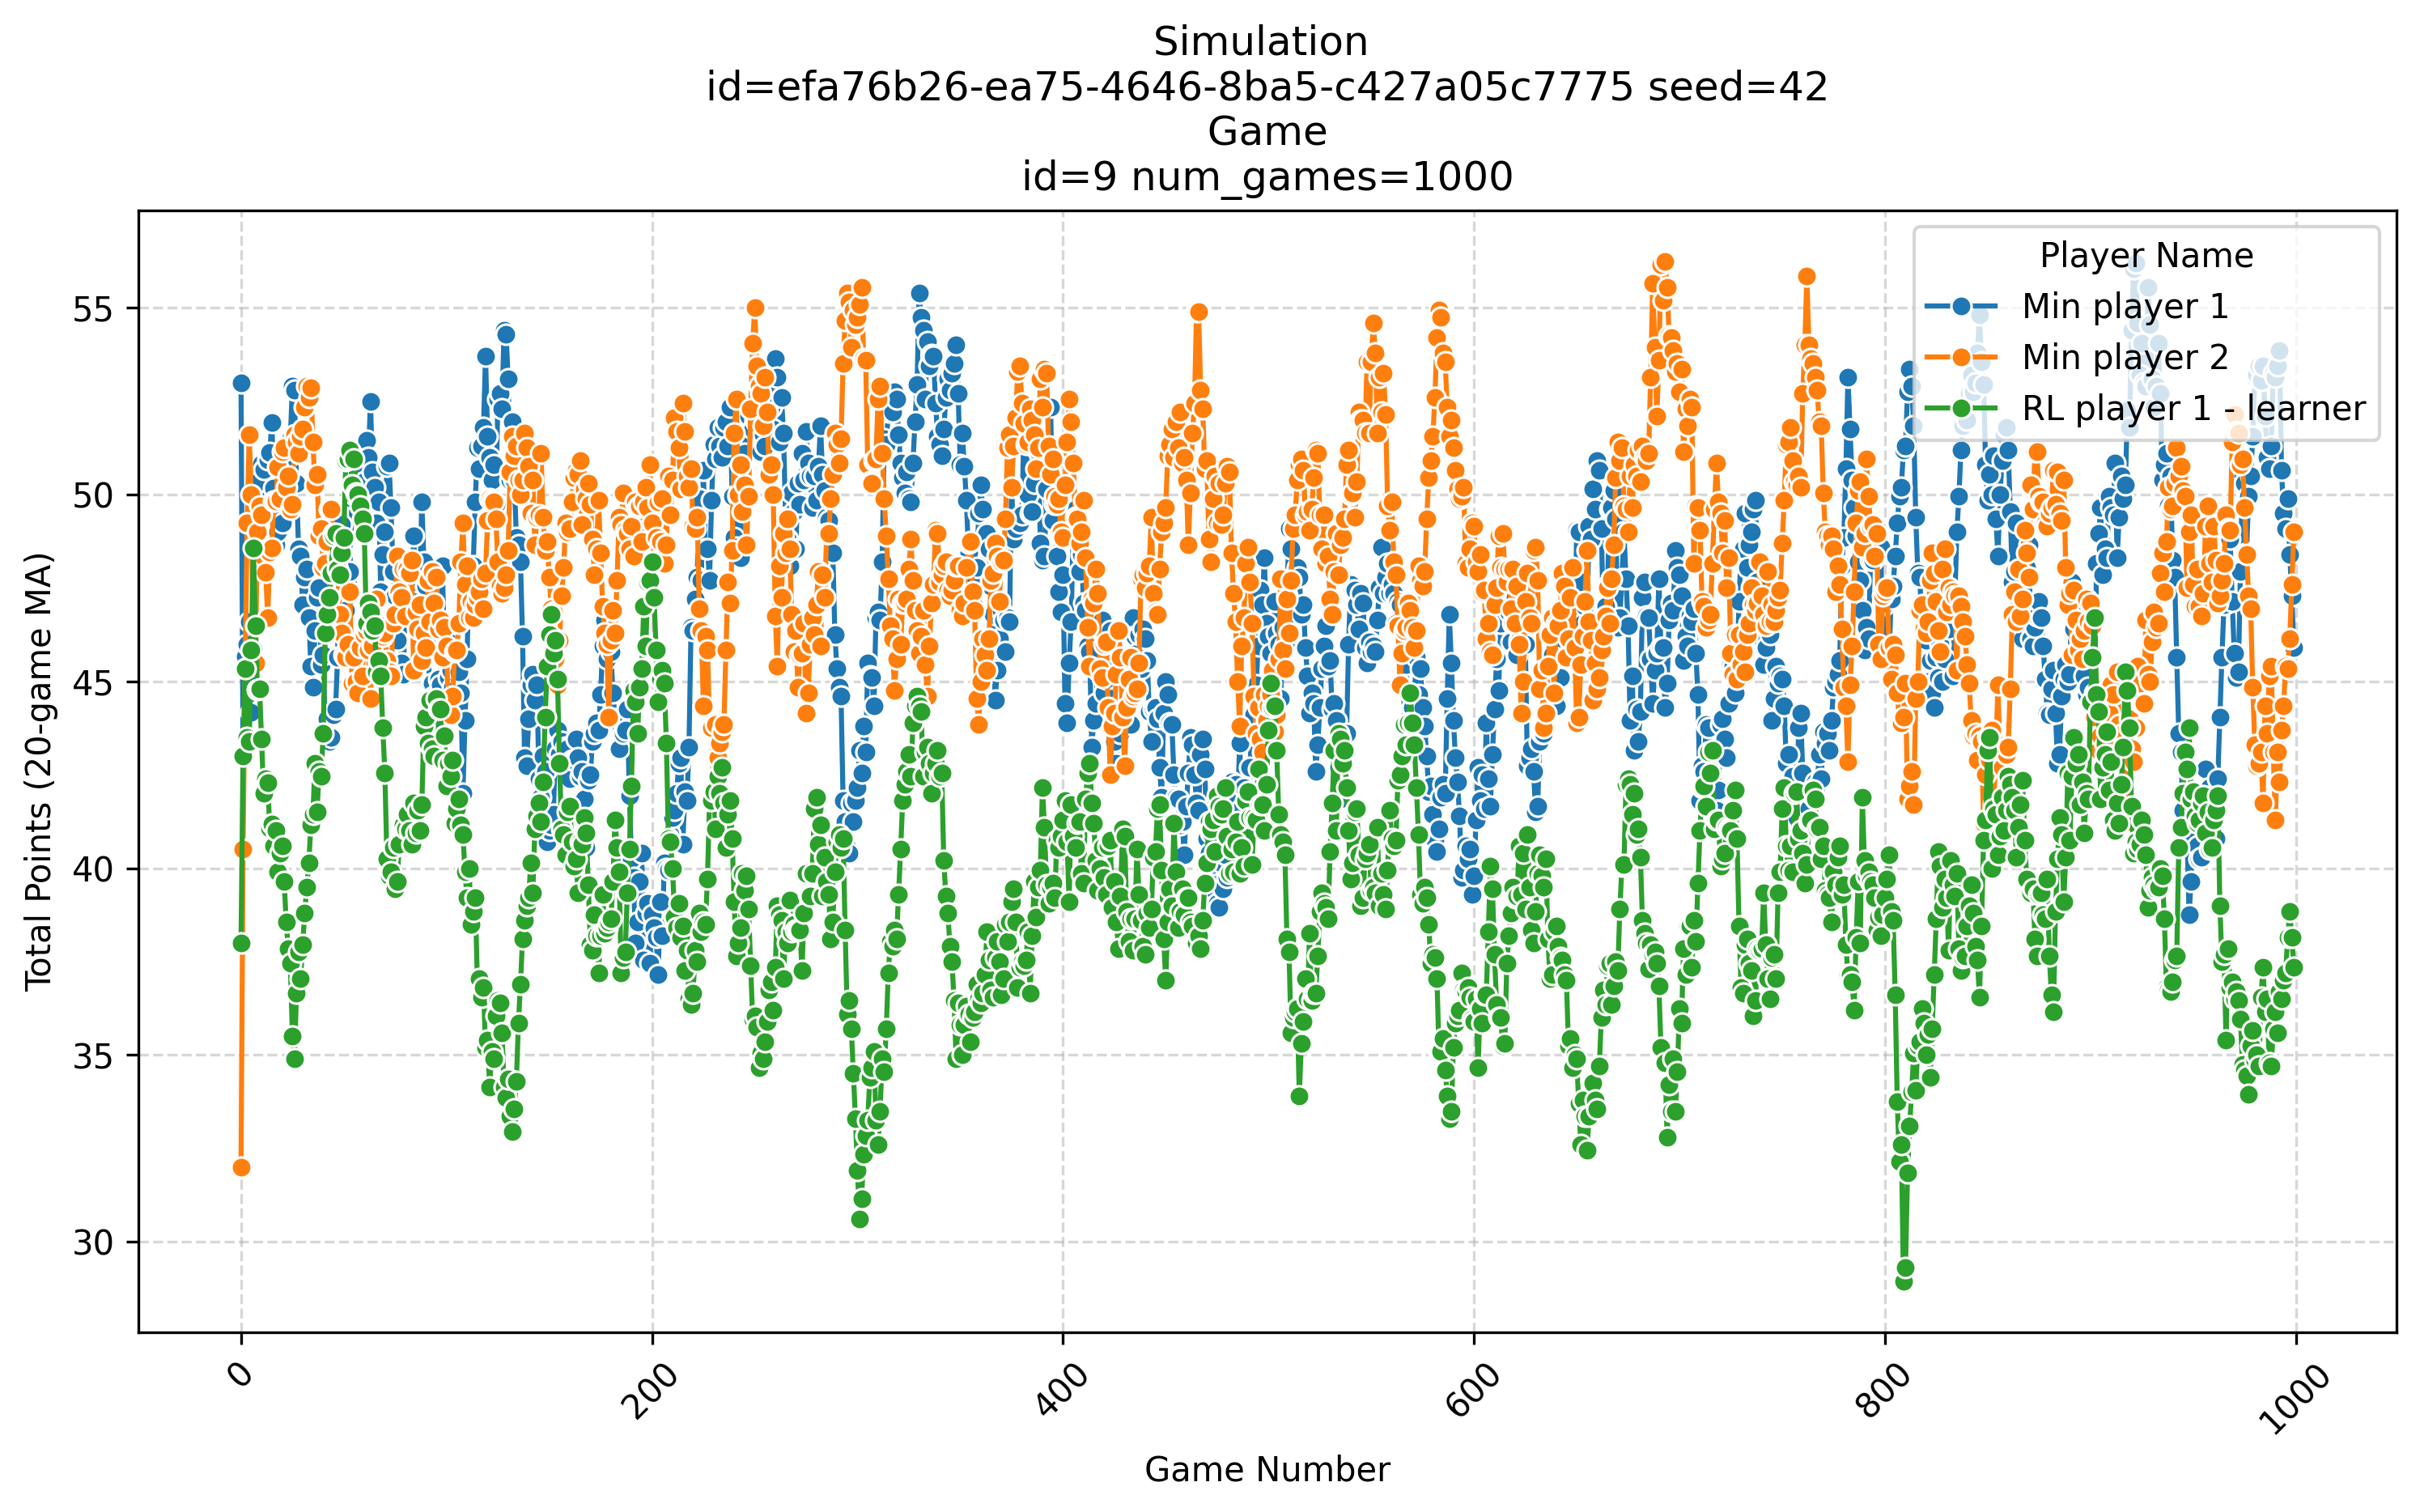 Simulation
id=efa76b26-ea75-4646-8ba5-c427a05c7775 seed=42
Game
id=9 num_games=1000
Player Name
Min player 1
Min player 2
RL player 1 - learner
Total Points (20-game MA)
55
50
45
40
35
30
0
200
400
600
800
1000
Game Number